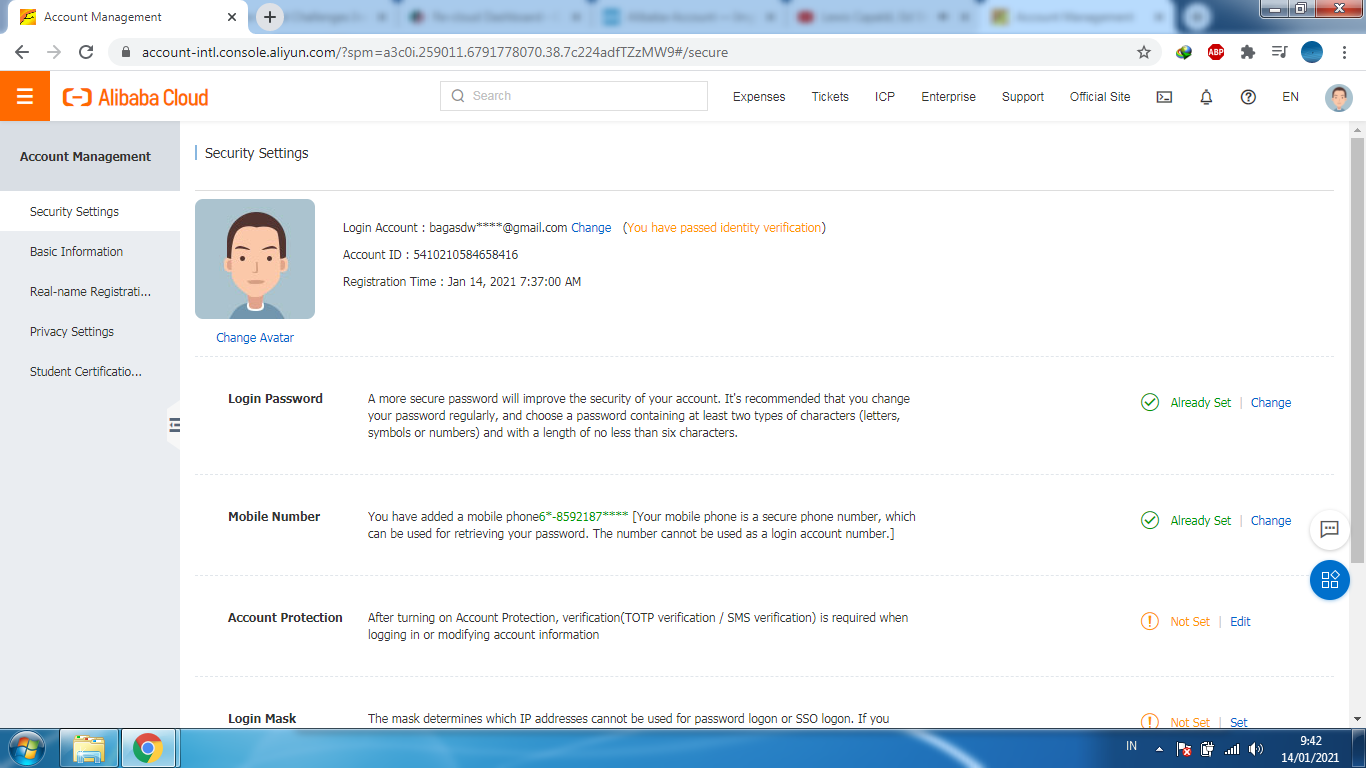 Account Management
Account Management
account-intl.console.aliyun.com/?spm=a3c0i.259011.6791778070.38.7c224adfTZzMW9#/secure
ABP
Alibaba Cloud
Search
Expenses
Tickets
ICP
Enterprise
Support
Official Site
EN
Account Management
Security Settings
Basic Information
Real-name Registrati...
Privacy Settings
Student Certificatio...
Security Settings
Login Account : bagasdw****@gmail.com Change (You have passed identity verification)
Account ID : 5410210584658416
Registration Time : Jan 14, 2021 7:37:00 AM
Change Avatar
Login Password
A more secure password will improve the security of your account. It's recommended that you change
your password regularly, and choose a password containing at least two types of characters (letters,
symbols or numbers) and with a length of no less than six characters.
Already Set | Change
Mobile Number
You have added a mobile phone6*-8592187**** [Your mobile phone is a secure phone number, which
can be used for retrieving your password. The number cannot be used as a login account number.]
Already Set | Change
Account Protection
After turning on Account Protection, verification(TOTP verification / SMS verification) is required when
logging in or modifying account information
Not Set | Edit
Login Mask
The mask determines which IP addresses cannot be used for password logon or SSO logon. If you
Not Set | Set
IN
9:42
14/01/2021